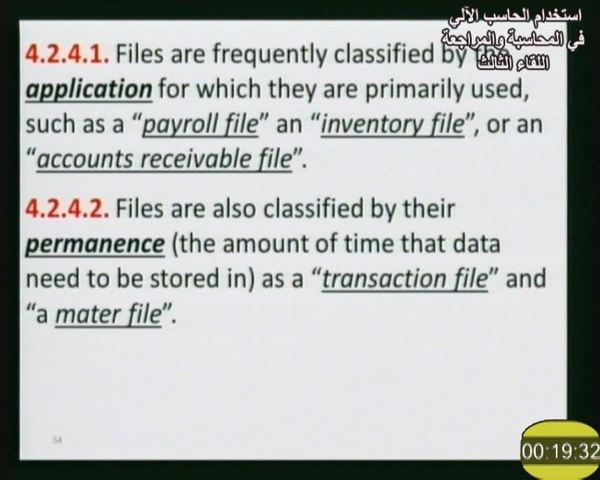 استخدام الحاسب الآلي
في المحاسبة والمراجعة
اللقاء الثالث
4.2.4.1. Files are frequently classified by the
application for which they are primarily used,
such as a “payroll file” an “inventory file”, or an
“accounts receivable file”.
4.2.4.2. Files are also classified by their
permanence (the amount of time that data
need to be stored in) as a “transaction file” and
“a mater file”.
54
00:19:32